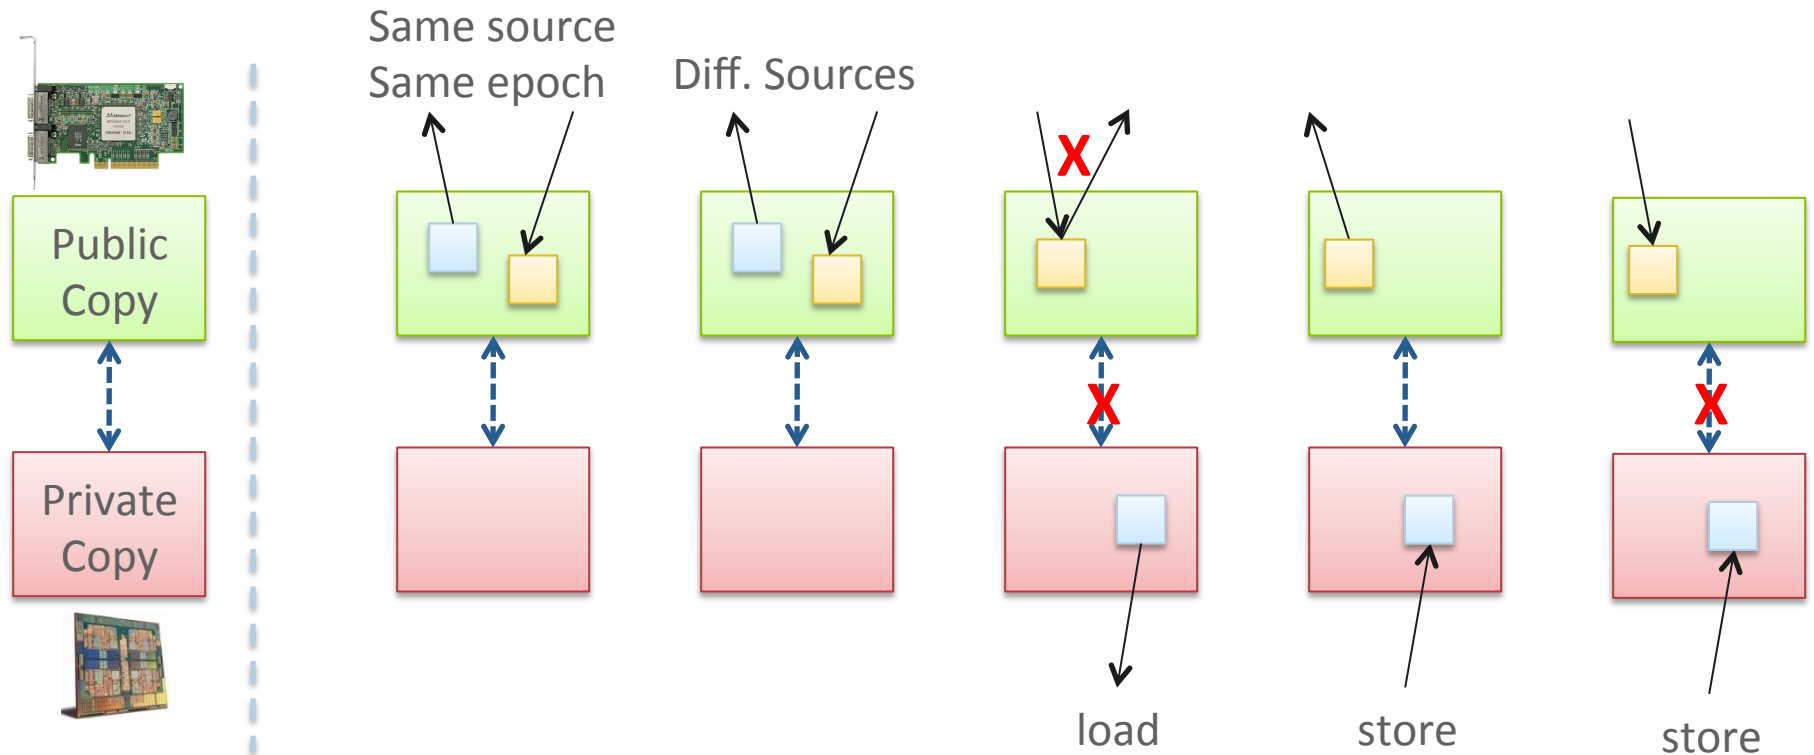 Same source
Same epoch
Diff. Sources
X
Public
Copy
X
X
Private
Copy
load
store
store